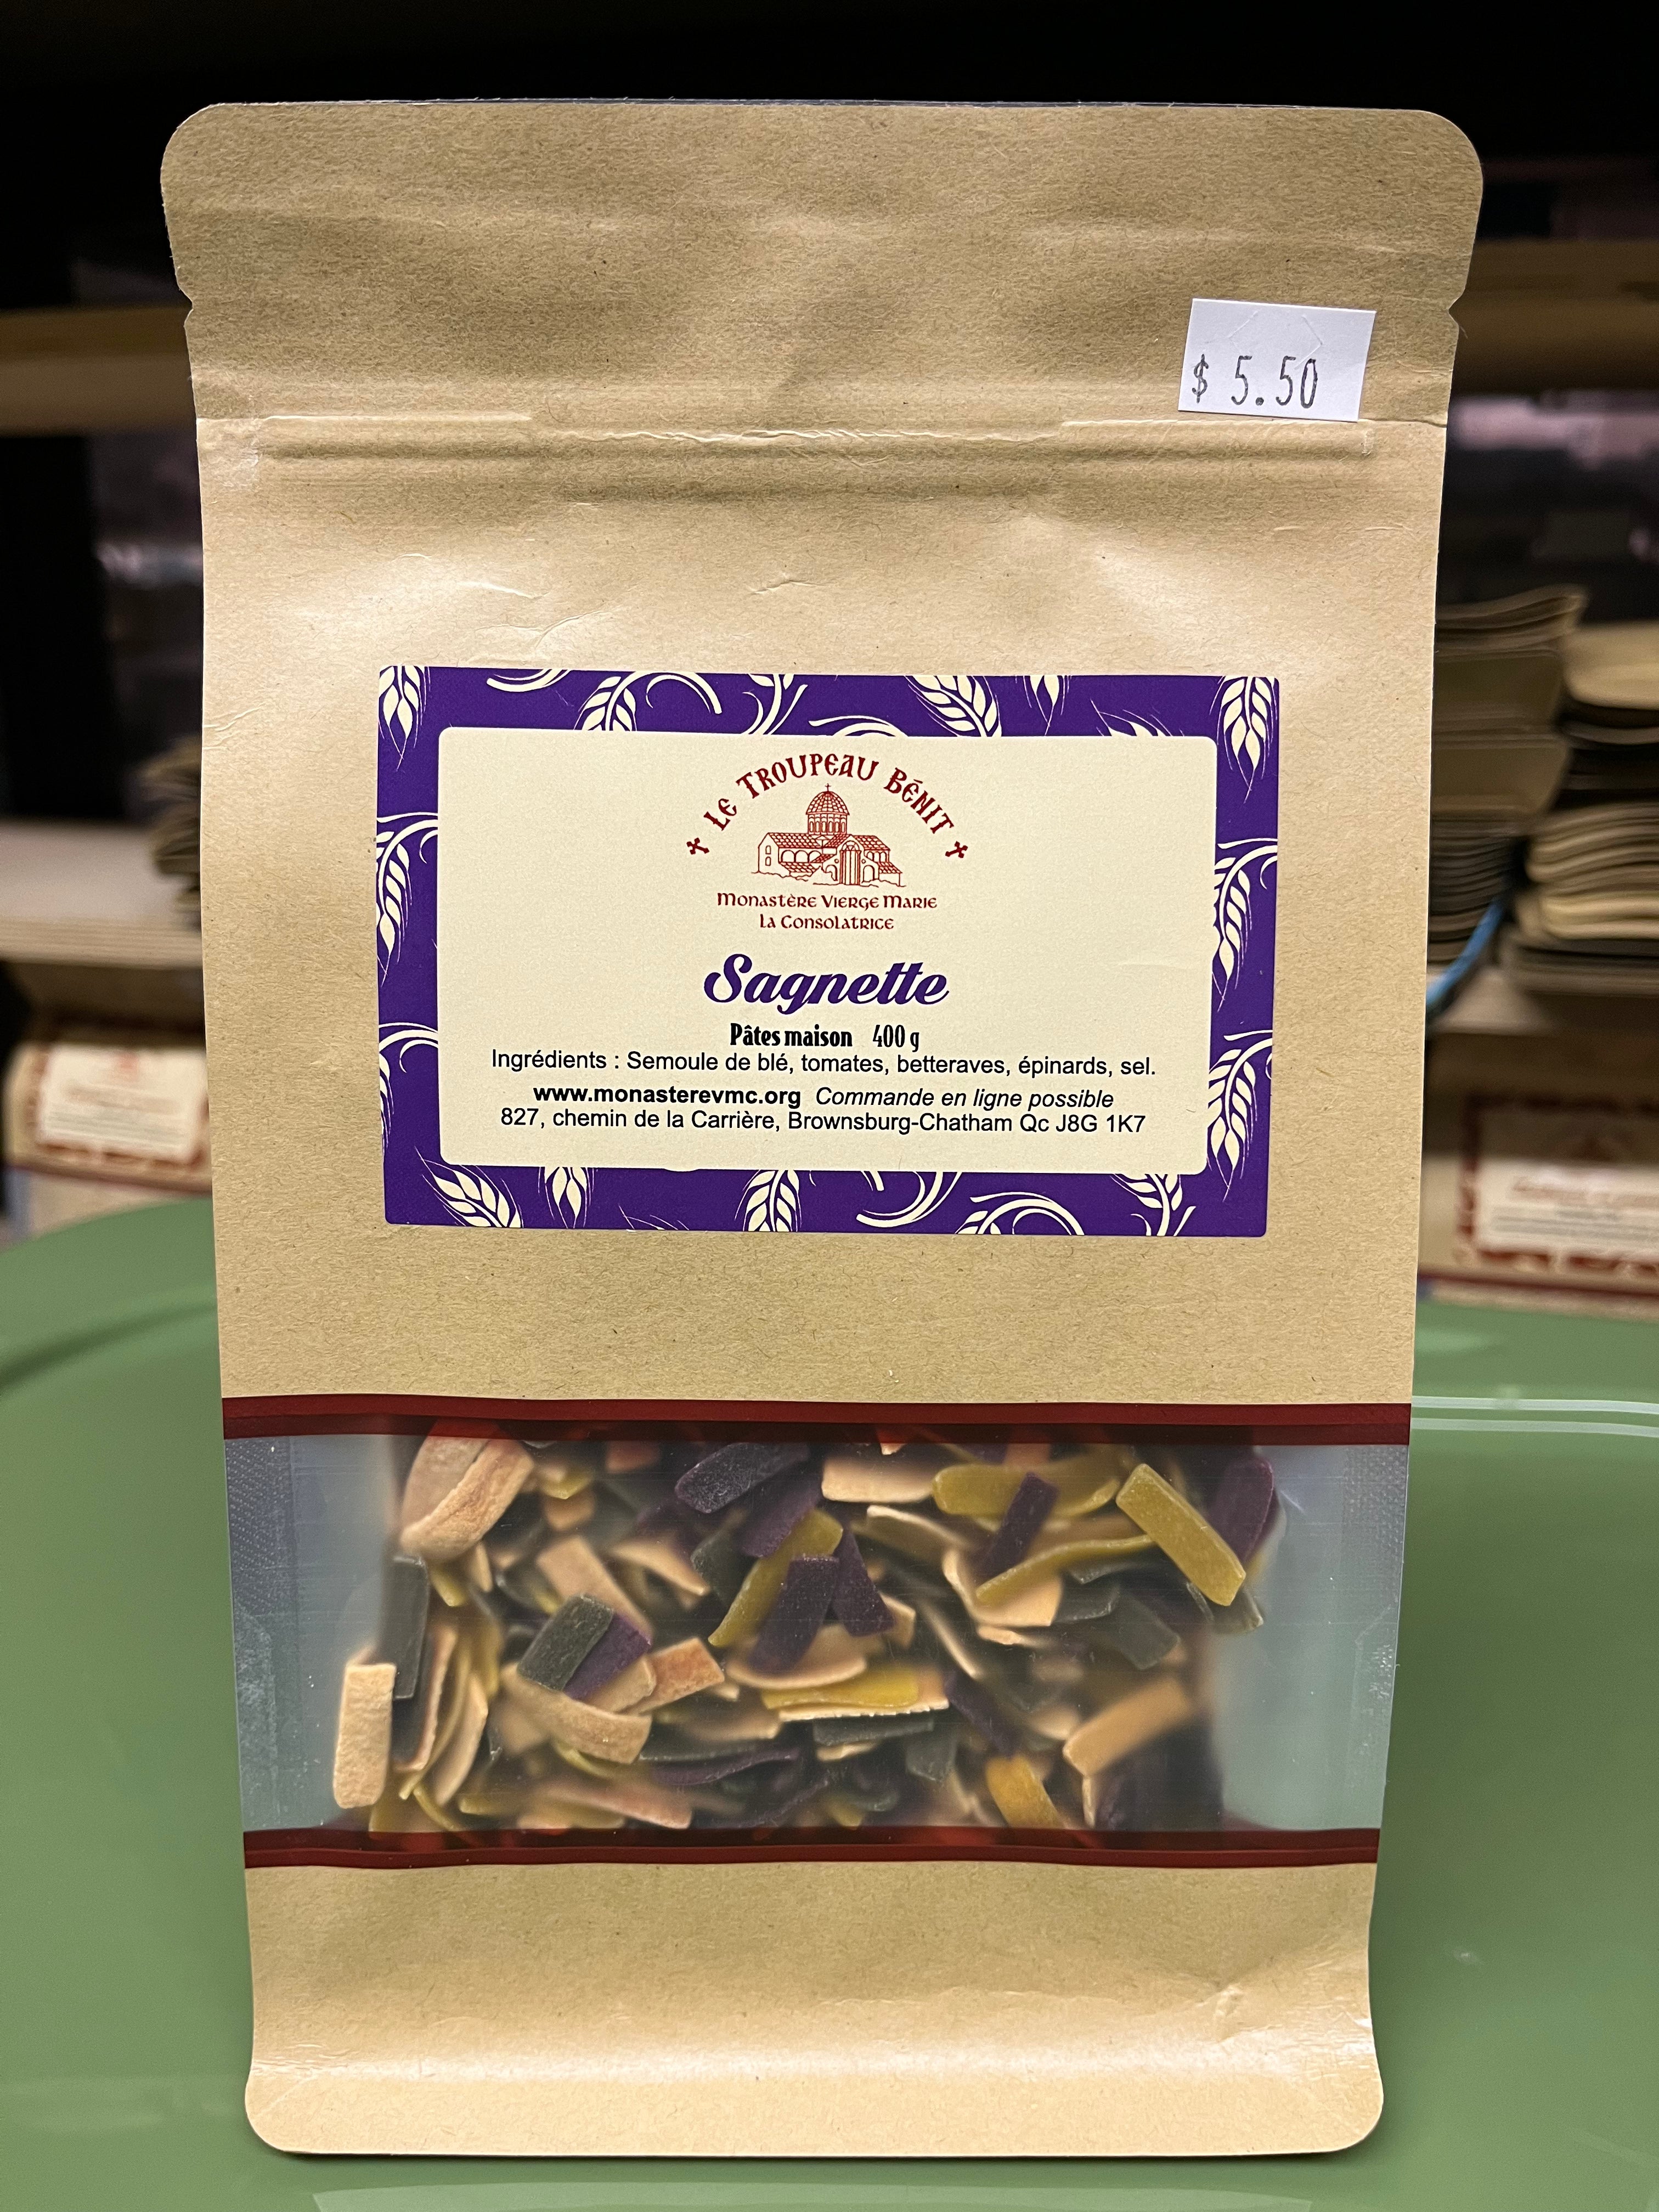 $ 5.50
LE TROUPEAU BÉNIT
Monastère Vierge Marie
la Consolatrice
Sagnette
Pâtes maison 400 g
Ingrédients : Semoule de blé, tomates, betteraves, épinards, sel.
www.monasterevmc.org Commande en ligne possible
827, chemin de la Carrière, Brownsburg-Chatham Qc J8G 1K7